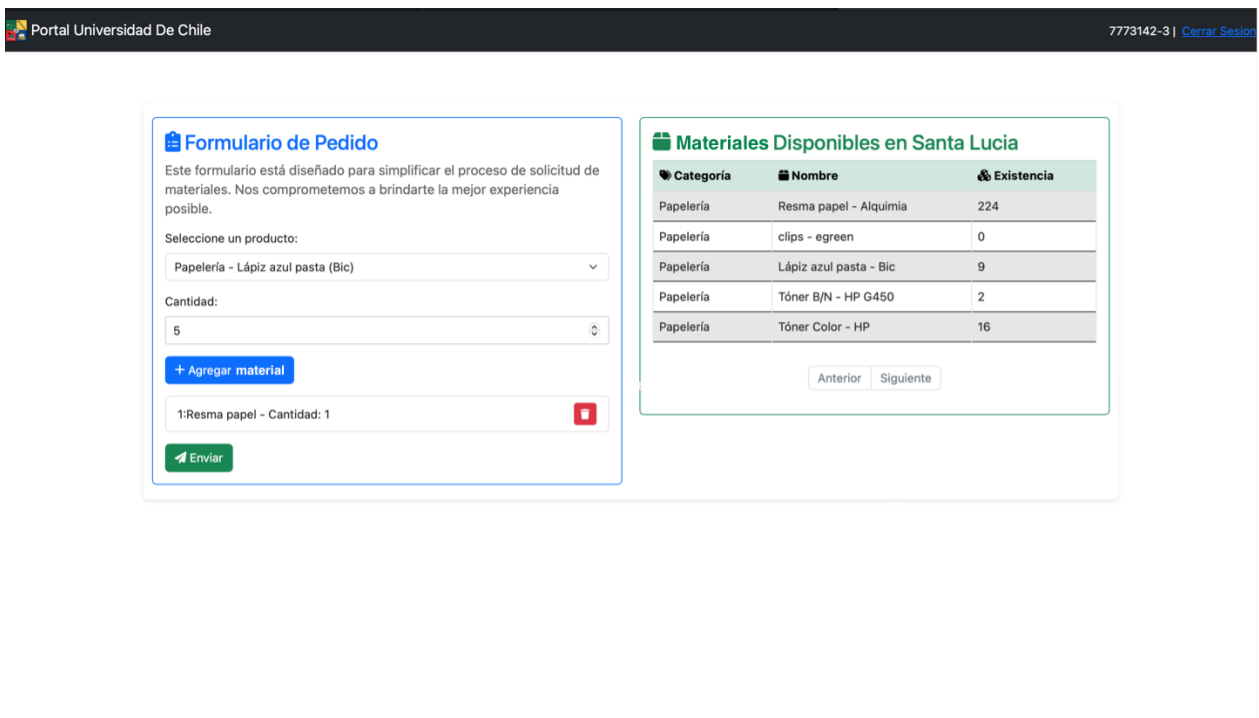 Portal Universidad De Chile
7773142-3 | Cerrar Sesion
Formulario de Pedido
Este formulario está diseñado para simplificar el proceso de solicitud de
materiales. Nos comprometemos a brindarte la mejor experiencia
posible.
Seleccione un producto:
Papelería - Lápiz azul pasta (Bic)
Cantidad:
5
+ Agregar material
1:Resma papel - Cantidad: 1
Enviar
Materiales Disponibles en Santa Lucia
Categoría Nombre Existencia
Papelería Resma papel - Alquimia 224
Papelería clips - egreen 0
Papelería Lápiz azul pasta - Bic 9
Papelería Tóner B/N - HP G450 2
Papelería Tóner Color - HP 16
Anterior Siguiente